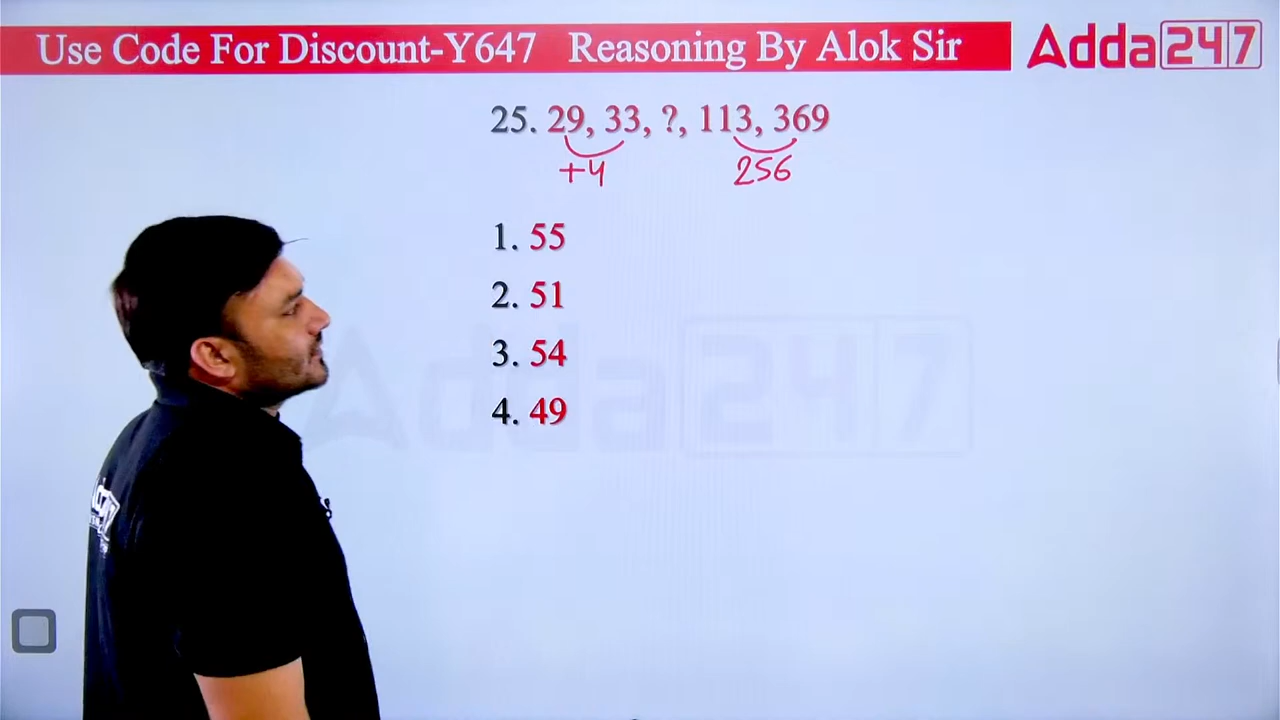 Use Code For Discount-Y647 Reasoning By Alok Sir Adda247
25. 29, 33, ?, 113, 369
+4 256
1. 55
2. 51
3. 54
4. 49
Adda247